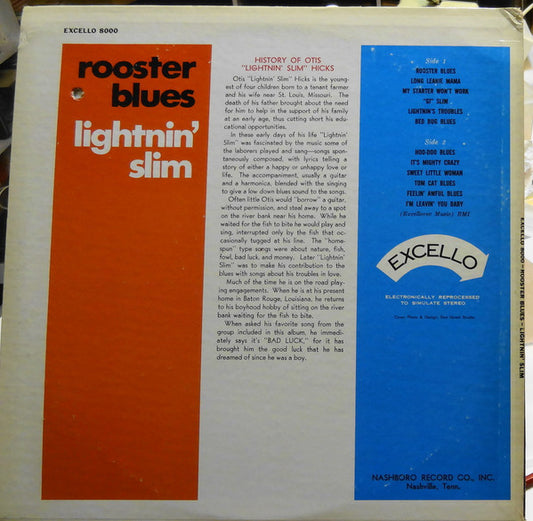 EXCELLO 8000
rooster
blues
lightnin'
slim
HISTORY OF OTIS
"LIGHTNIN' SLIM" HICKS
Otis "Lightnin' Slim" Hicks is the young-
est of four children born to a tenant farmer
and his wife near St. Louis, Missouri. The
death of his father brought about the need
for him to help in the support of his family
at an early age, thus cutting short his edu-
cational opportunities.
In these early days of his life "Lightnin'
Slim" was fascinated by the music some of
the laborers played and sang—songs spon-
taneously composed, with lyrics telling a
story of either a happy or unhappy love or
life. The accompaniment, usually a guitar
and a harmonica, blended with the singing
to give a low down blues sound to the songs.
Often little Otis would "borrow" a guitar,
without permission, and steal away to a spot
on the river bank near his home. While he
waited for the fish to bite he would play and
sing, interrupted only by the fish that oc-
casionally tugged at his line. The "home-
spun" type songs were about nature, fish,
fowl, bad luck, and money. Later "Lightnin'
Slim" was to make his contribution to the
blues with songs about his troubles in love.
Much of the time he is on the road play-
ing engagements. When he is at his present
home in Baton Rouge, Louisiana, he returns
to his boyhood hobby of sitting on the river
bank waiting for the fish to bite.
When asked his favorite song from the
group included in this album, he immedi-
ately says it's "BAD LUCK," for it has
brought him the good luck that he has
dreamed of since he was a boy.
Side 1
ROOSTER BLUES
LONG LEANIE MAMA
MY STARTER WON'T WORK
"GI" SLIM
LIGHTNIN'S TROUBLES
BED BUG BLUES
Side 2
HOO-DOO BLUES
IT'S MIGHTY CRAZY
SWEET LITTLE WOMAN
TOM CAT BLUES
FEELIN' AWFUL BLUES
I'M LEAVIN' YOU BABY
(Excellorec Music) BMI
EXCELLO
ELECTRONICALLY REPROCESSED
TO SIMULATE STEREO
NASHBORO RECORD CO., INC.
Nashville, Tenn.
EXCELLO 8000 - ROOSTER BLUES - LIGHTNIN' SLIM